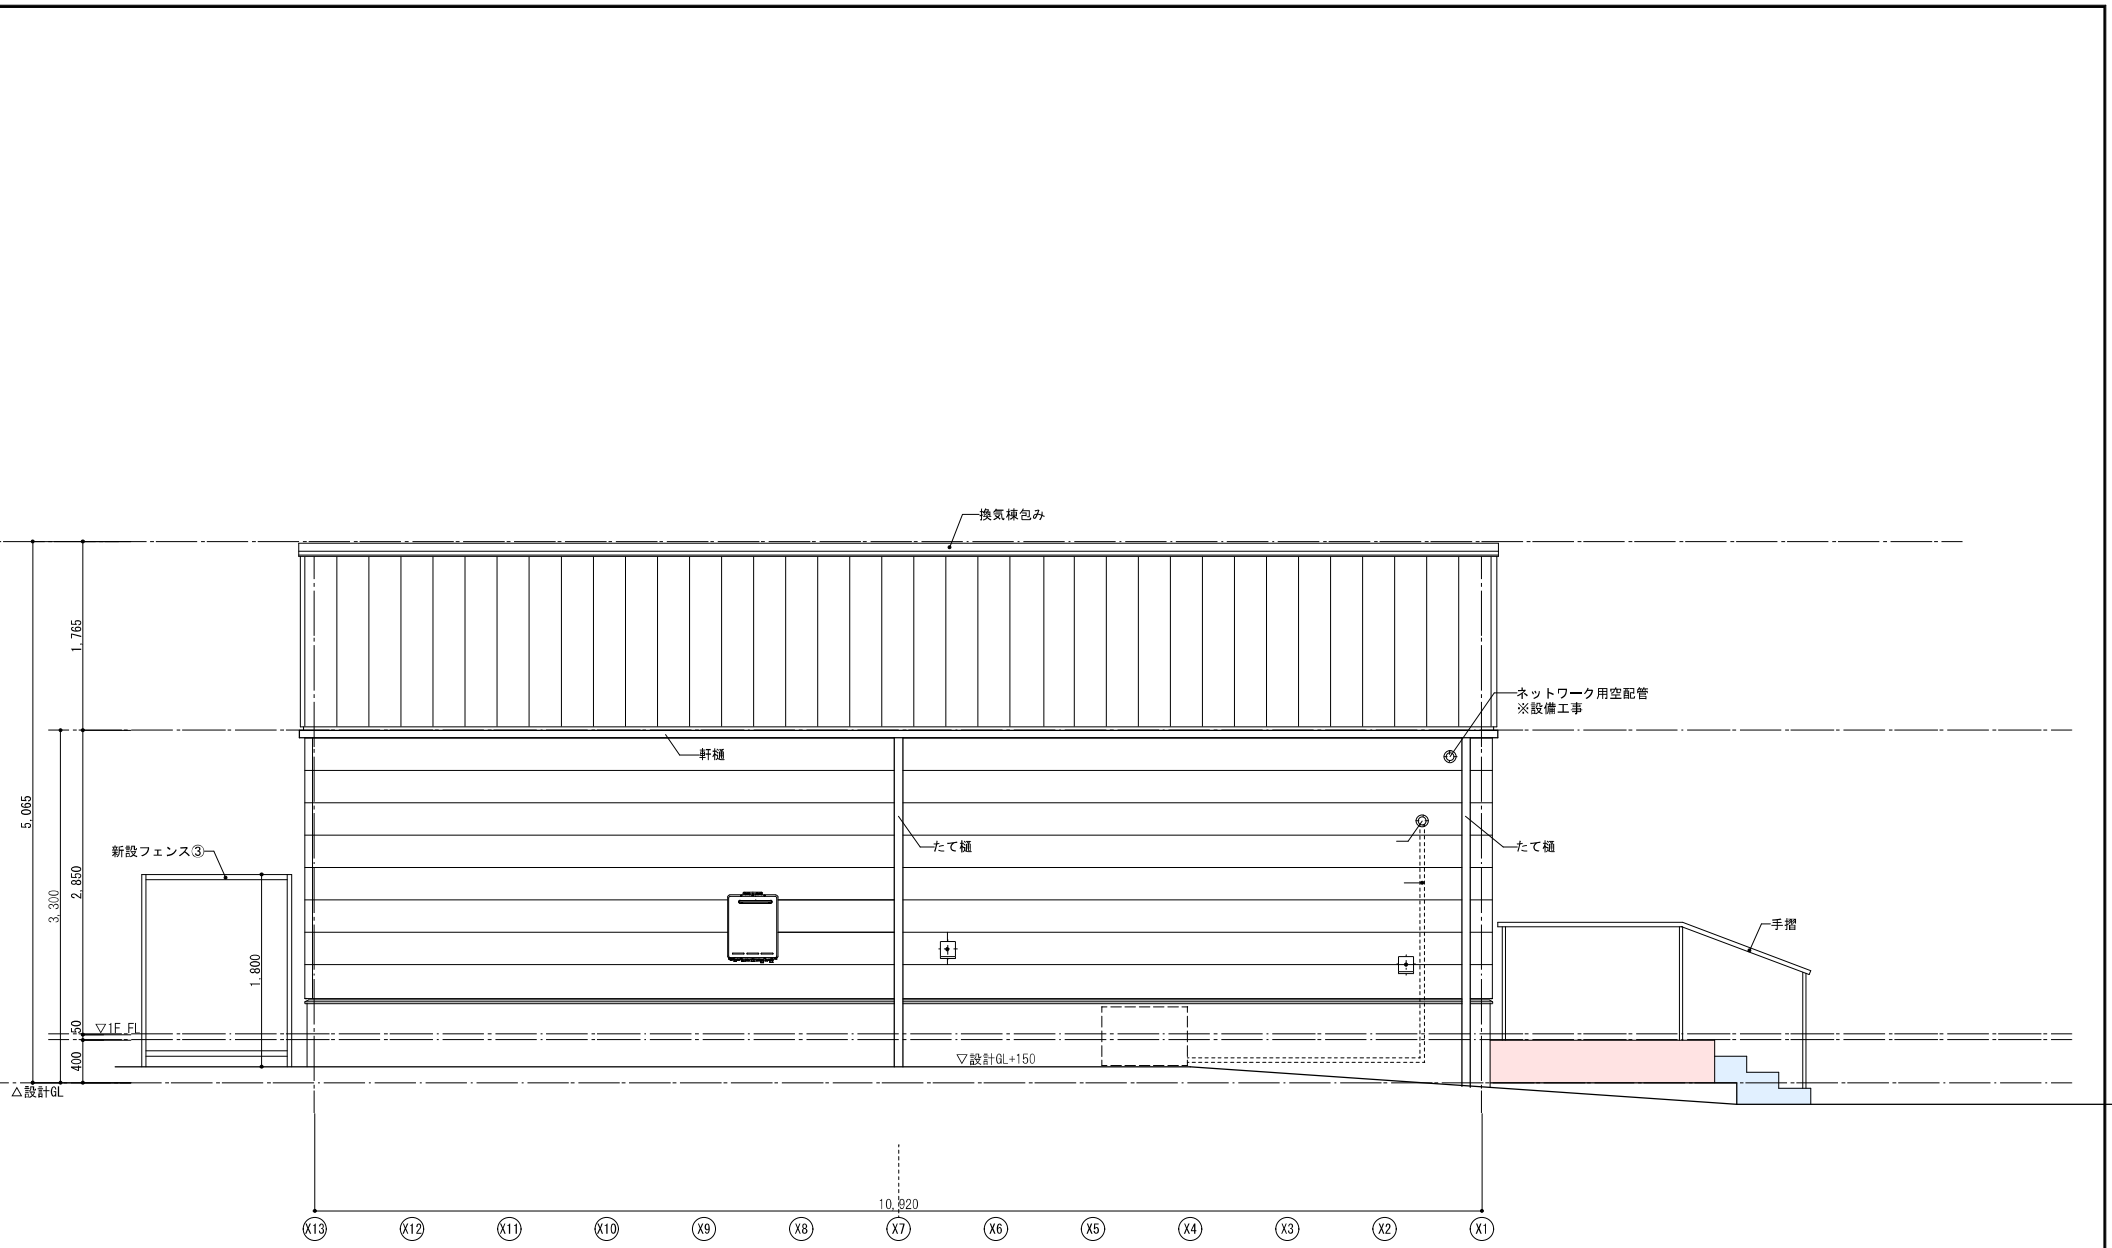 換気棟包み
1,765
ネットワーク用空配管
※設備工事
軒樋
5,065
新設フェンス③
たて樋
たて樋
2,850
3,300
手摺
1,800
▽1F FL
50
400
▽設計GL+150
△設計GL
10,920
X13
X12
X11
X10
X9
X8
X7
X6
X5
X4
X3
X2
X1